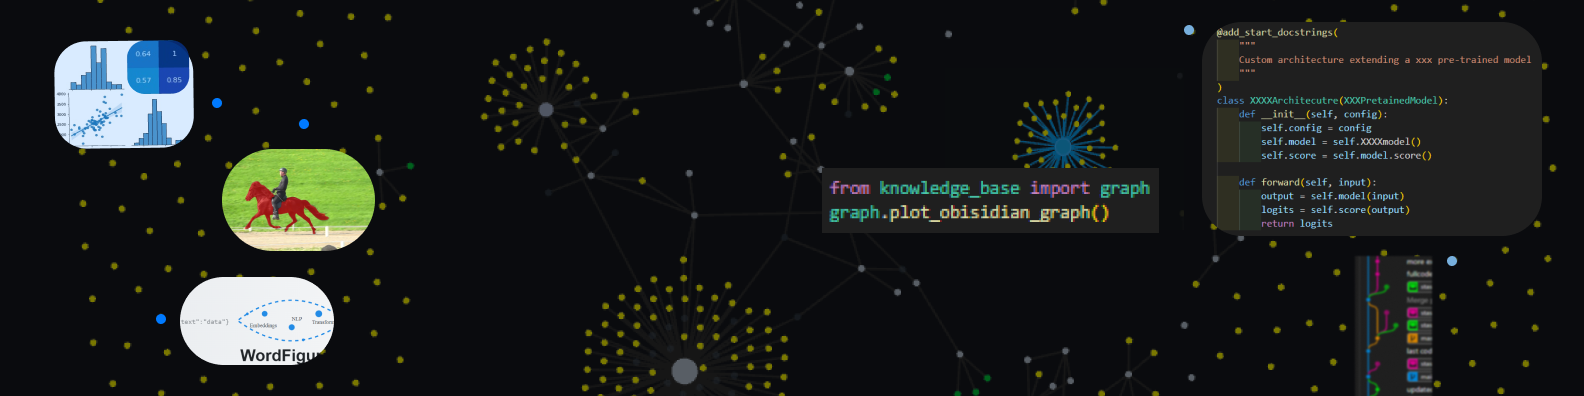 0.64 1
0.57 0.85
text":"data"}
Embeddings
NLP
Transform
WordFigu
from knowledge_base import graph
graph.plot_obisidian_graph()
@add_start_docstrings(
"""
Custom architecture extending a xxx pre-trained model
"""
)
class XXXXArchitecutre(XXXPretainedModel):
def __init__(self, config):
self.config = config
self.model = self.XXXXmodel()
self.score = self.model.score()
def forward(self, input):
output = self.model(input)
logits = self.score(output)
return logits
more e
fullcod
Merge
last cod
update